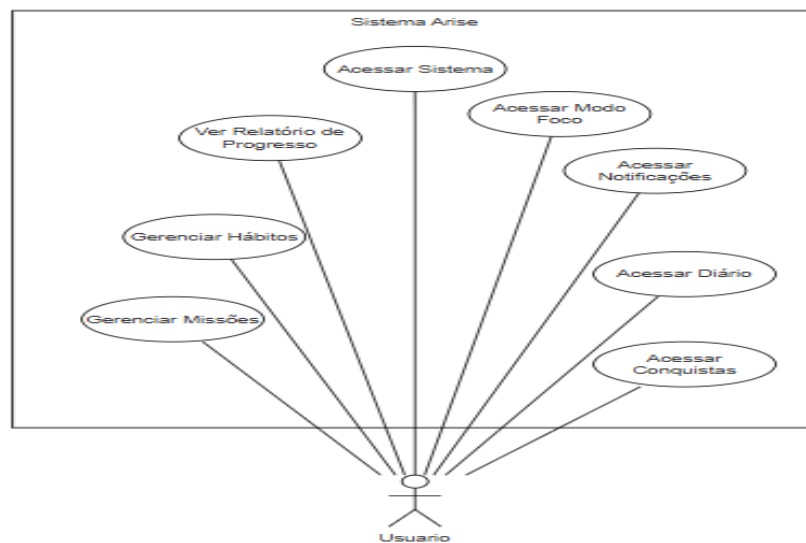 Sistema Arise
Acessar Sistema
Acessar Modo
Foco
Ver Relatório de
Progresso
Acessar
Notificações
Gerenciar Hábitos
Acessar Diário
Gerenciar Missões
Acessar
Conquistas
Usuario